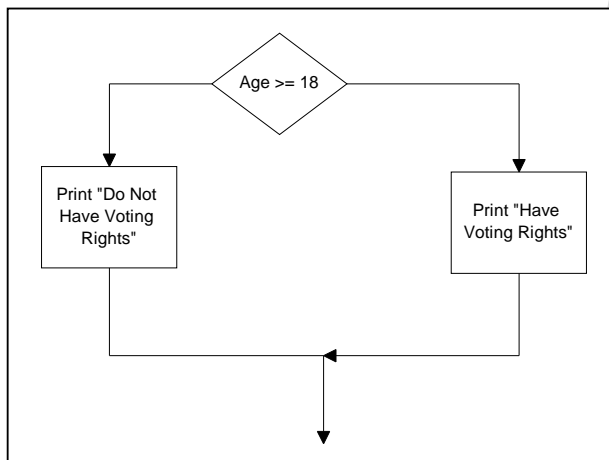 Age >= 18
Print "Do Not
Have Voting
Rights"
Print "Have
Voting Rights"